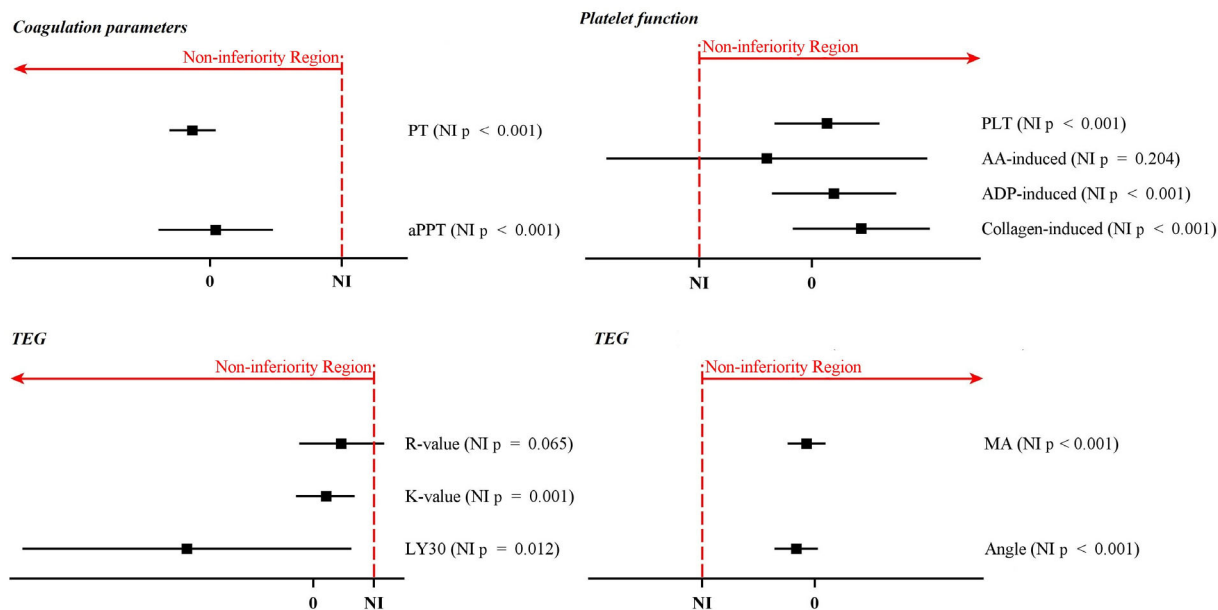 Coagulation parameters
Non-inferiority Region
PT (NI p < 0.001)
aPPT (NI p < 0.001)
0
NI
Platelet function
Non-inferiority Region
PLT (NI p < 0.001)
AA-induced (NI p = 0.204)
ADP-induced (NI p < 0.001)
Collagen-induced (NI p < 0.001)
NI
0
TEG
Non-inferiority Region
R-value (NI p = 0.065)
K-value (NI p = 0.001)
LY30 (NI p = 0.012)
0
NI
TEG
Non-inferiority Region
MA (NI p < 0.001)
Angle (NI p < 0.001)
NI
0